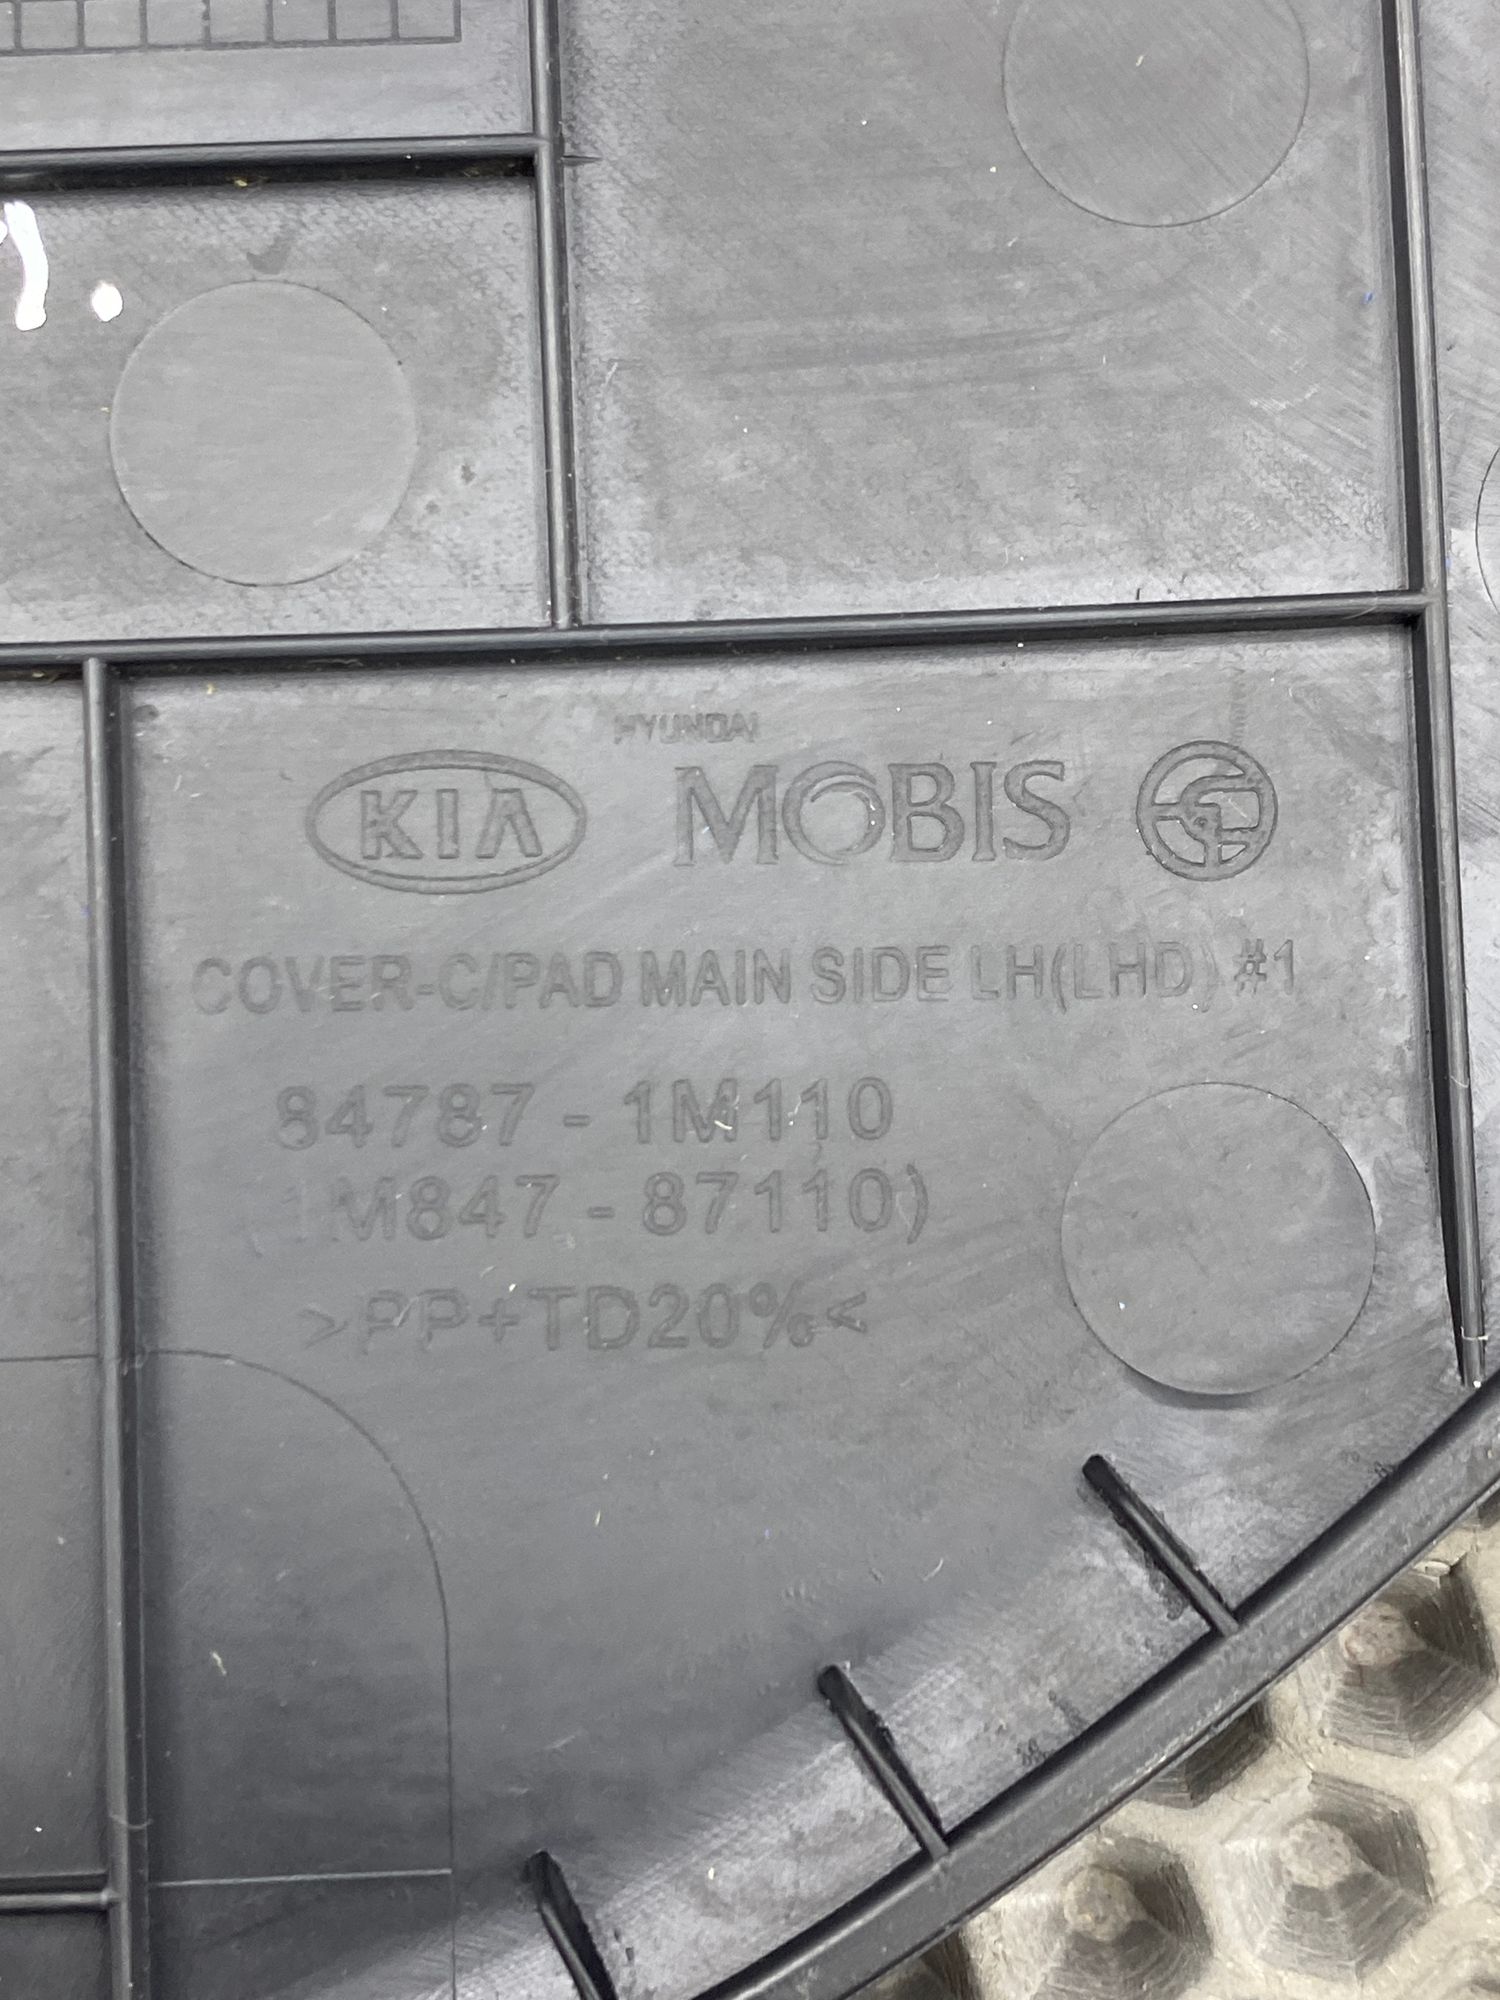 HYUNDAI
KIA MOBIS
COVER-C/PAD MAIN SIDE LH(LHD) #1
84787 - 1M110
(1M847 - 87110)
>PP+TD20%<